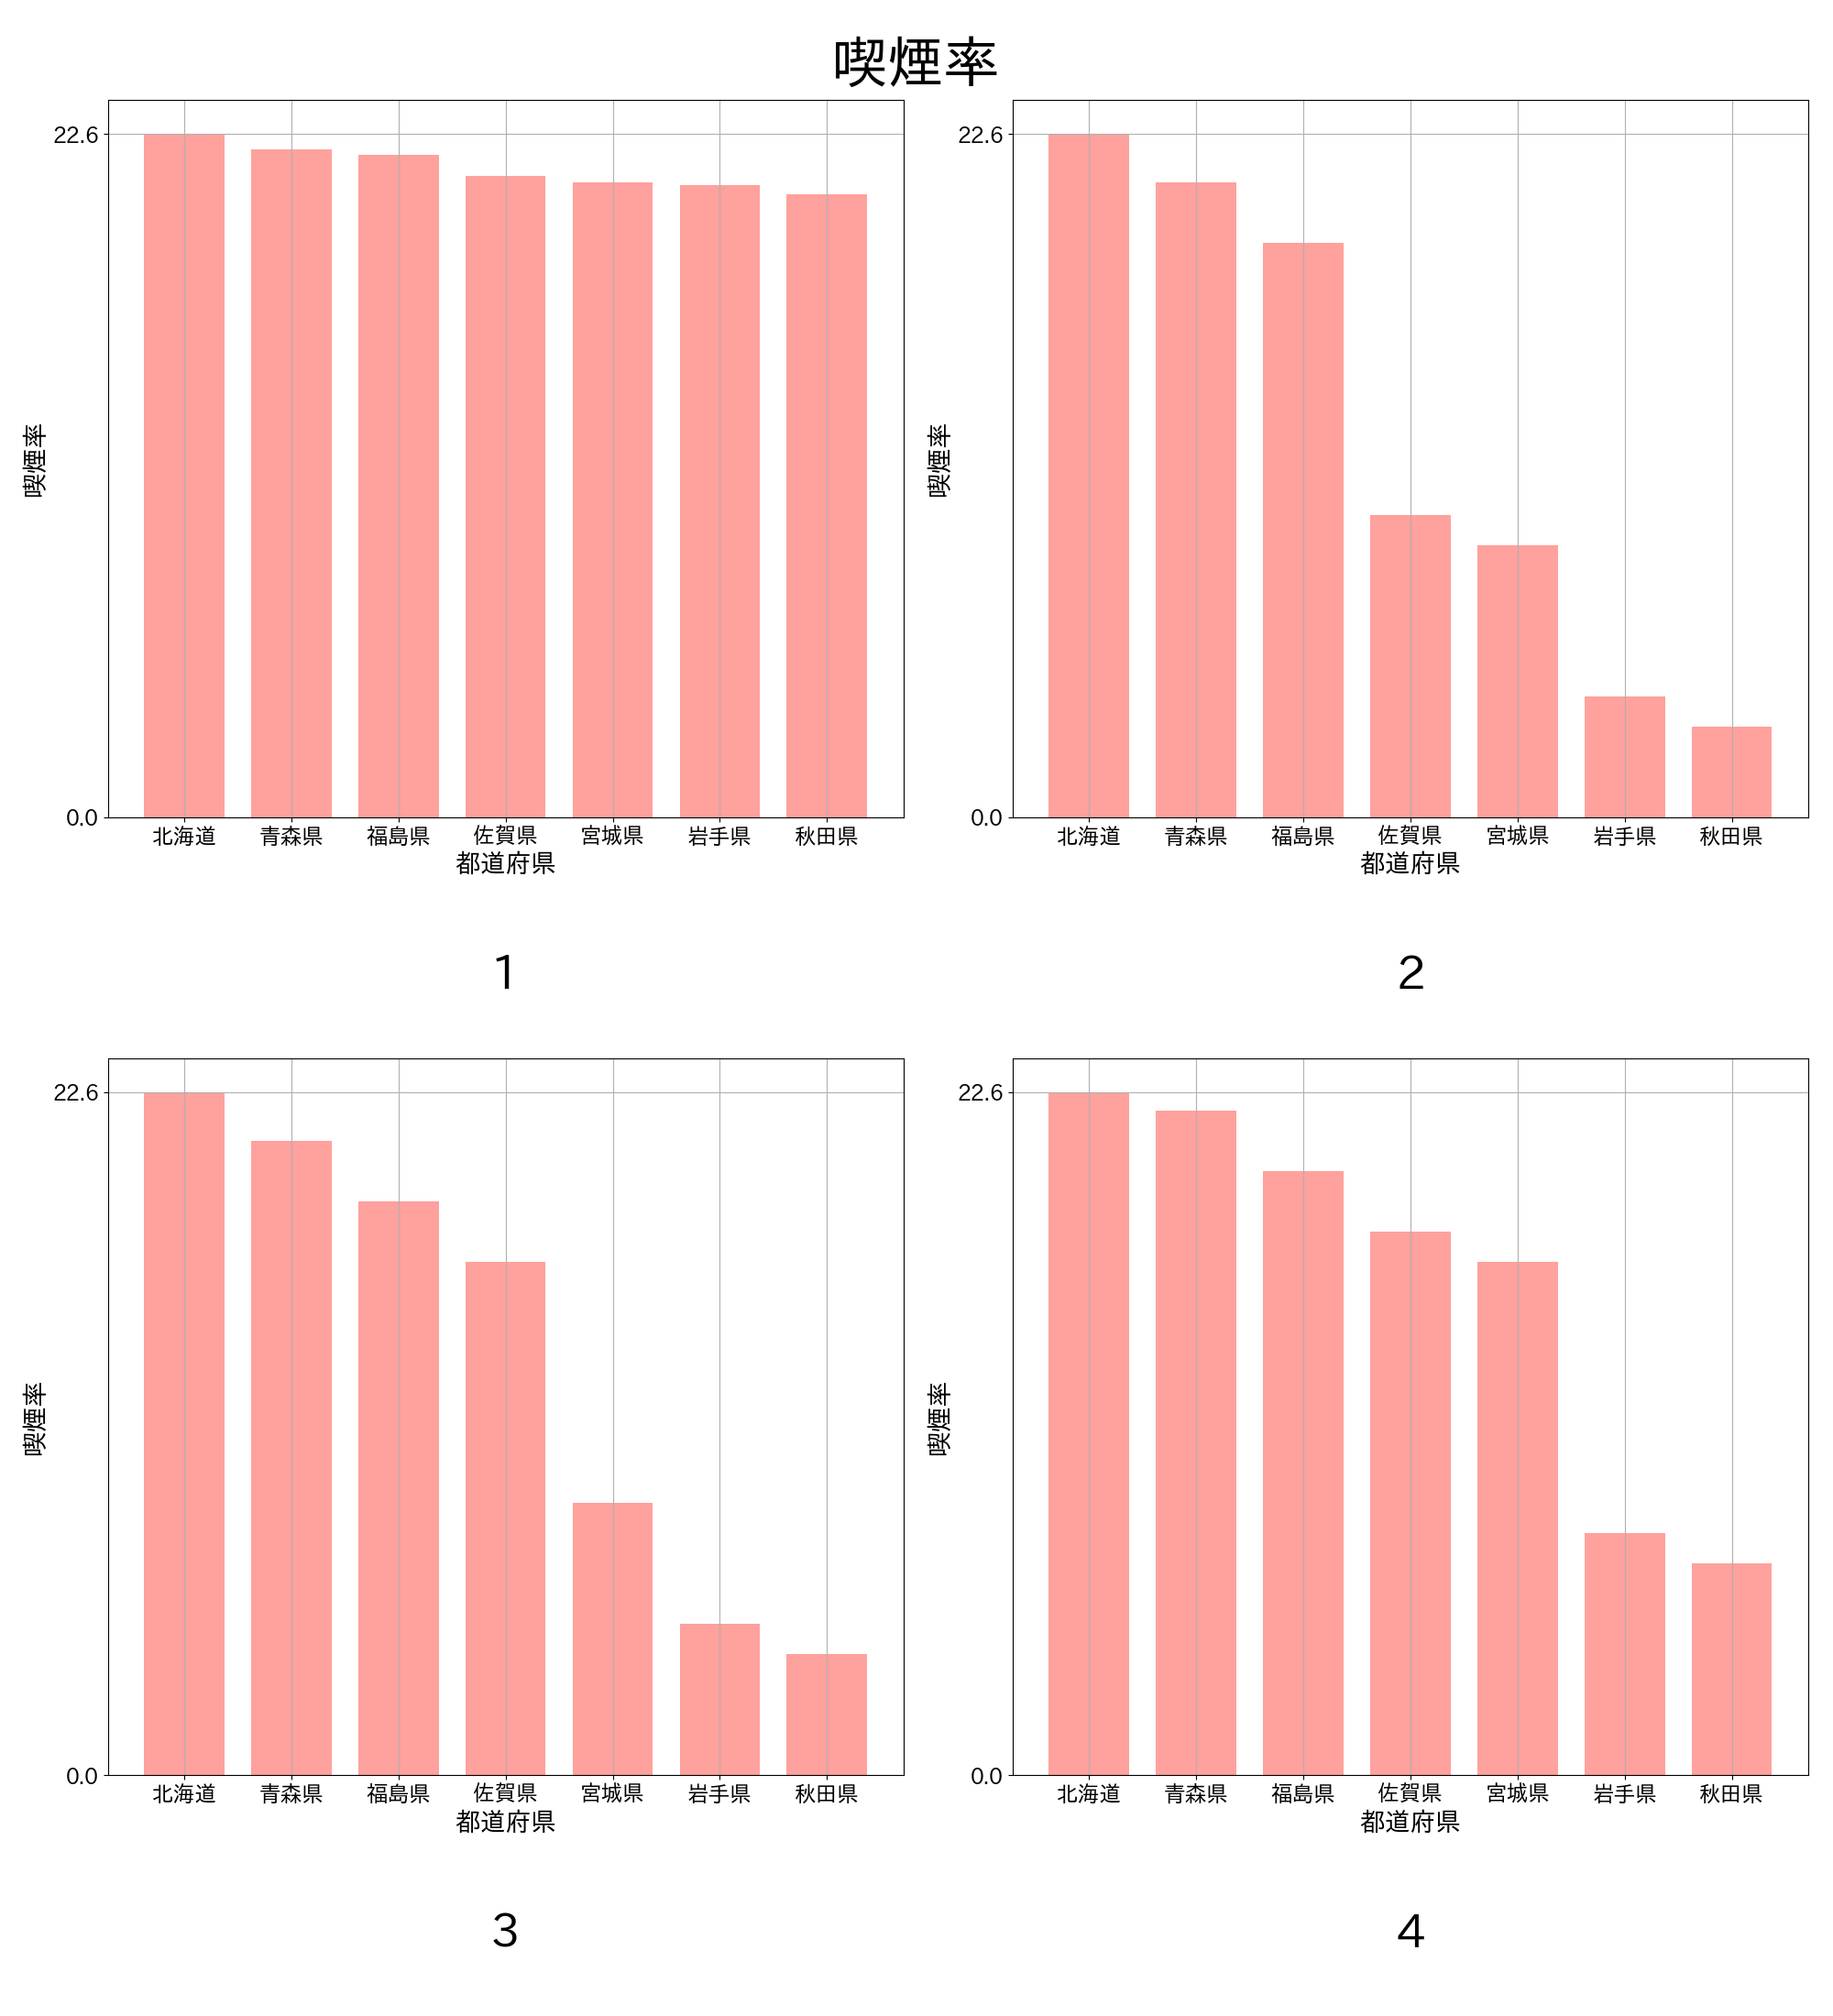 喫煙率
喫煙率
22.6
0.0
北海道 青森県 福島県 佐賀県 宮城県 岩手県 秋田県
都道府県
1
喫煙率
22.6
0.0
北海道 青森県 福島県 佐賀県 宮城県 岩手県 秋田県
都道府県
2
喫煙率
22.6
0.0
北海道 青森県 福島県 佐賀県 宮城県 岩手県 秋田県
都道府県
3
喫煙率
22.6
0.0
北海道 青森県 福島県 佐賀県 宮城県 岩手県 秋田県
都道府県
4